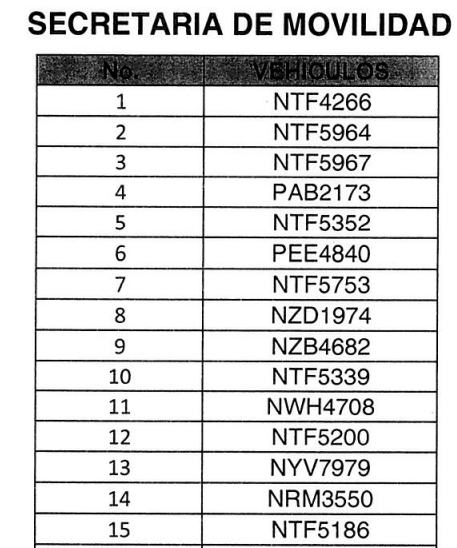 SECRETARIA DE MOVILIDAD
No. VEHICULOS
1 NTF4266
2 NTF5964
3 NTF5967
4 PAB2173
5 NTF5352
6 PEE4840
7 NTF5753
8 NZD1974
9 NZB4682
10 NTF5339
11 NWH4708
12 NTF5200
13 NYV7979
14 NRM3550
15 NTF5186